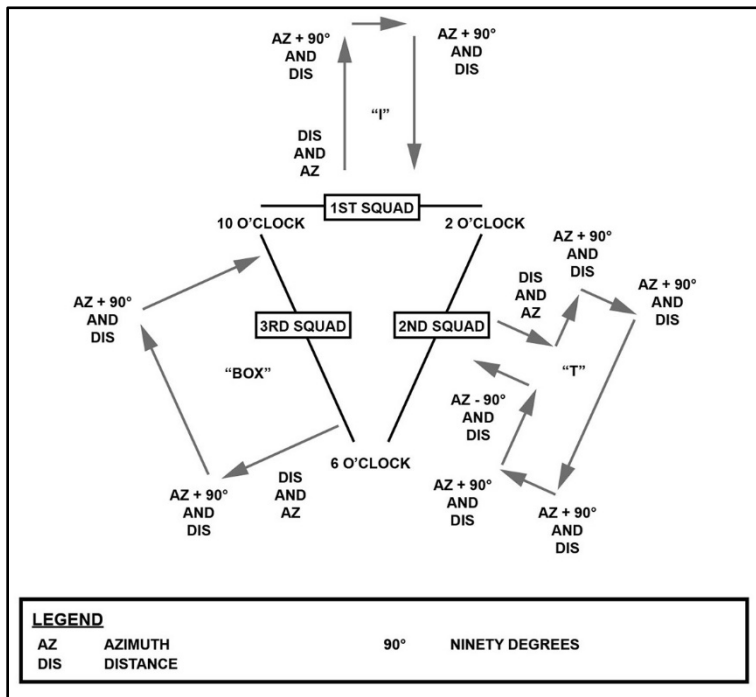 AZ + 90°
AND
DIS
AZ + 90°
AND
DIS
"I"
DIS
AND
AZ
1ST SQUAD
10 O'CLOCK
2 O'CLOCK
AZ + 90°
AND
DIS
DIS
AND
AZ
AZ + 90°
AND
DIS
AZ + 90°
AND
DIS
3RD SQUAD
2ND SQUAD
"BOX"
"T"
AZ - 90°
AND
DIS
6 O'CLOCK
AZ + 90°
AND
DIS
DIS
AND
AZ
AZ + 90°
AND
DIS
AZ + 90°
AND
DIS
LEGEND
AZ AZIMUTH 90° NINETY DEGREES
DIS DISTANCE